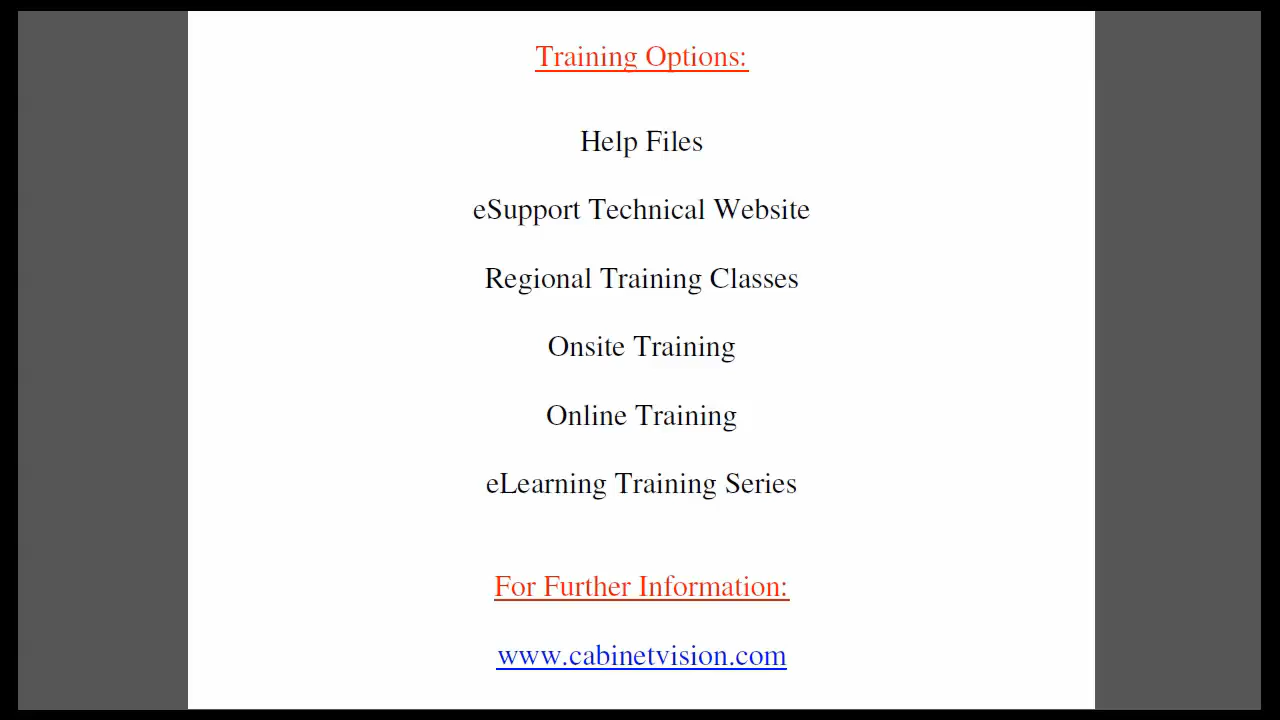 Training Options:
Help Files
eSupport Technical Website
Regional Training Classes
Onsite Training
Online Training
eLearning Training Series
For Further Information:
www.cabinetvision.com